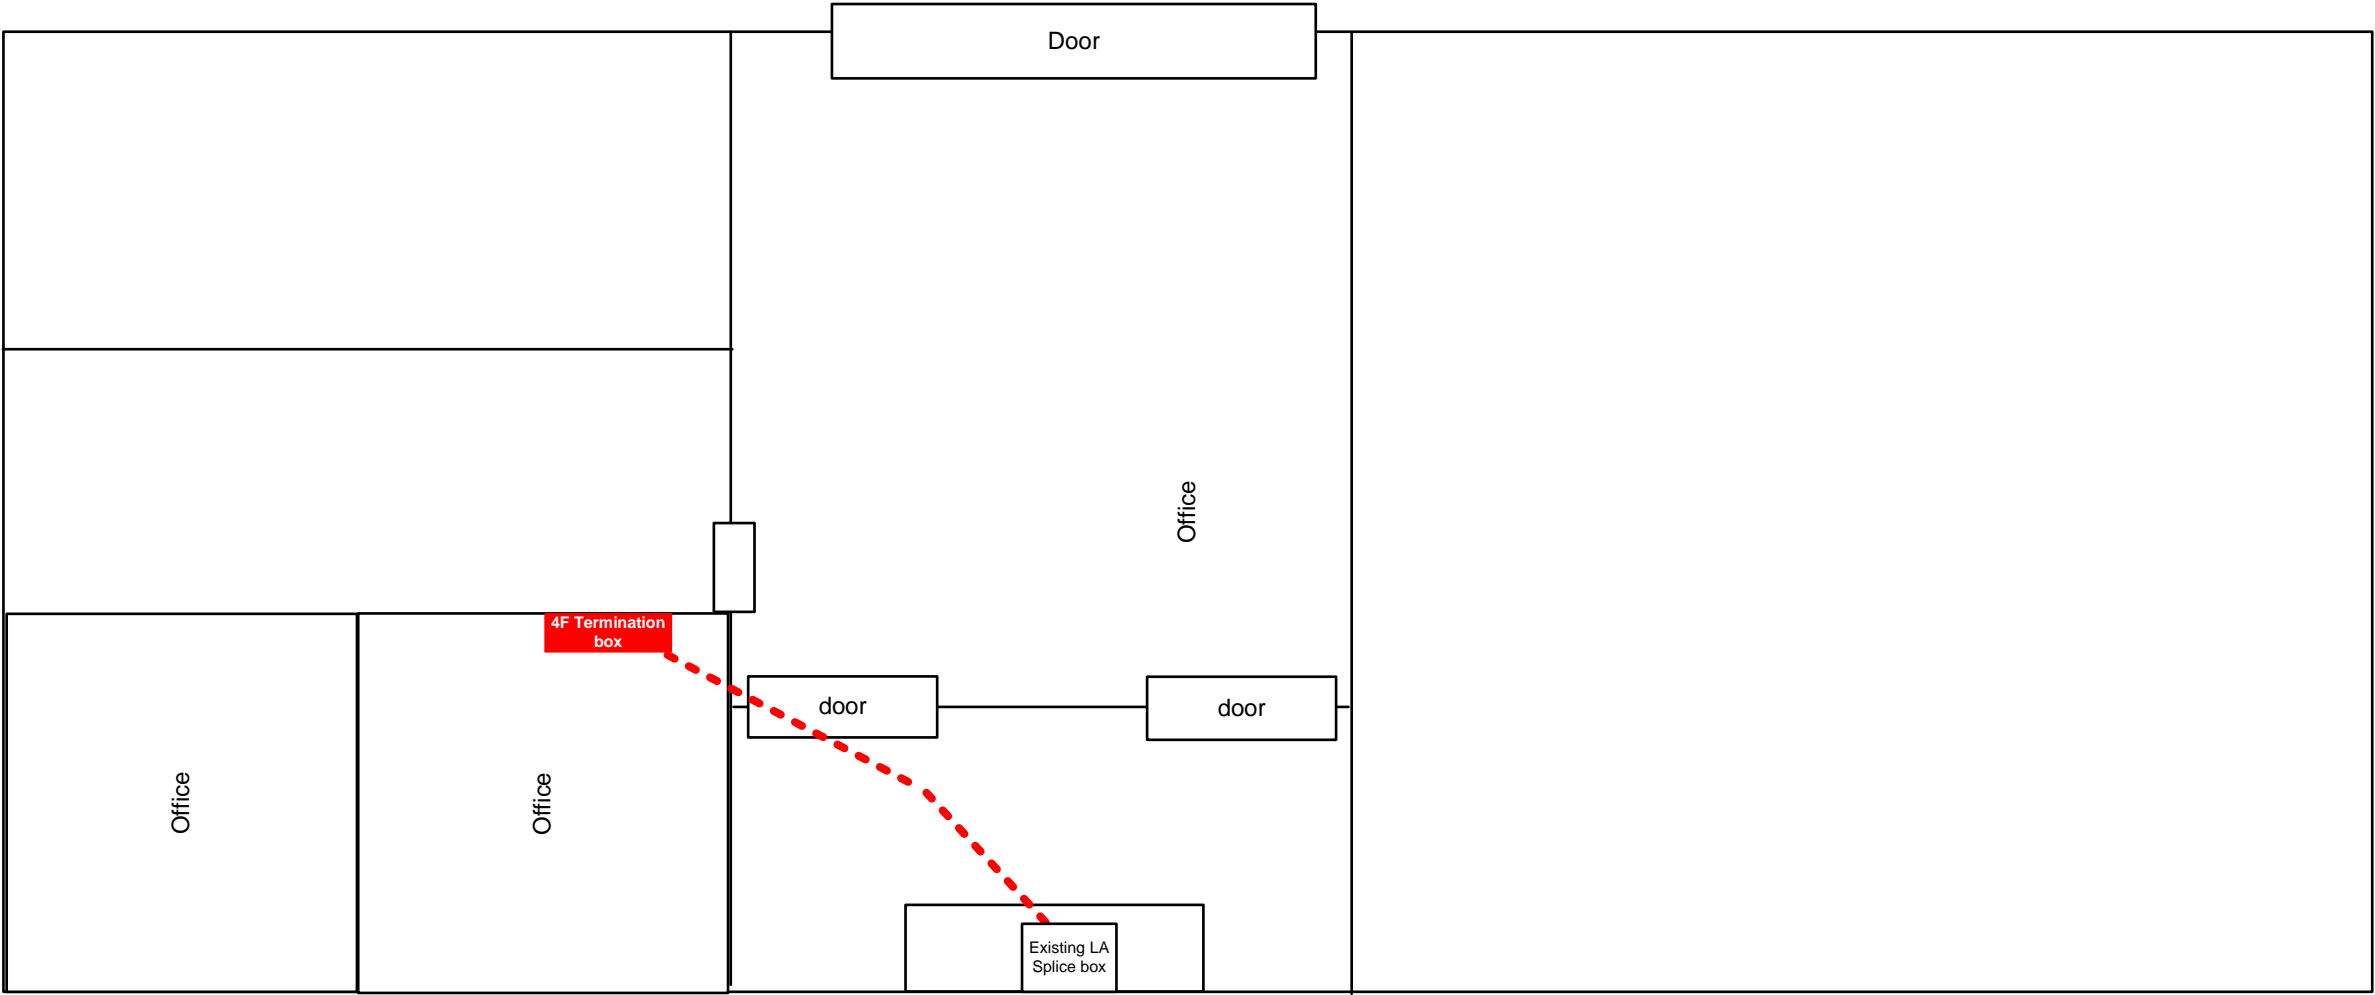 Door
Office
4F Termination
box
door
door
Office
Office
Existing LA
Splice box